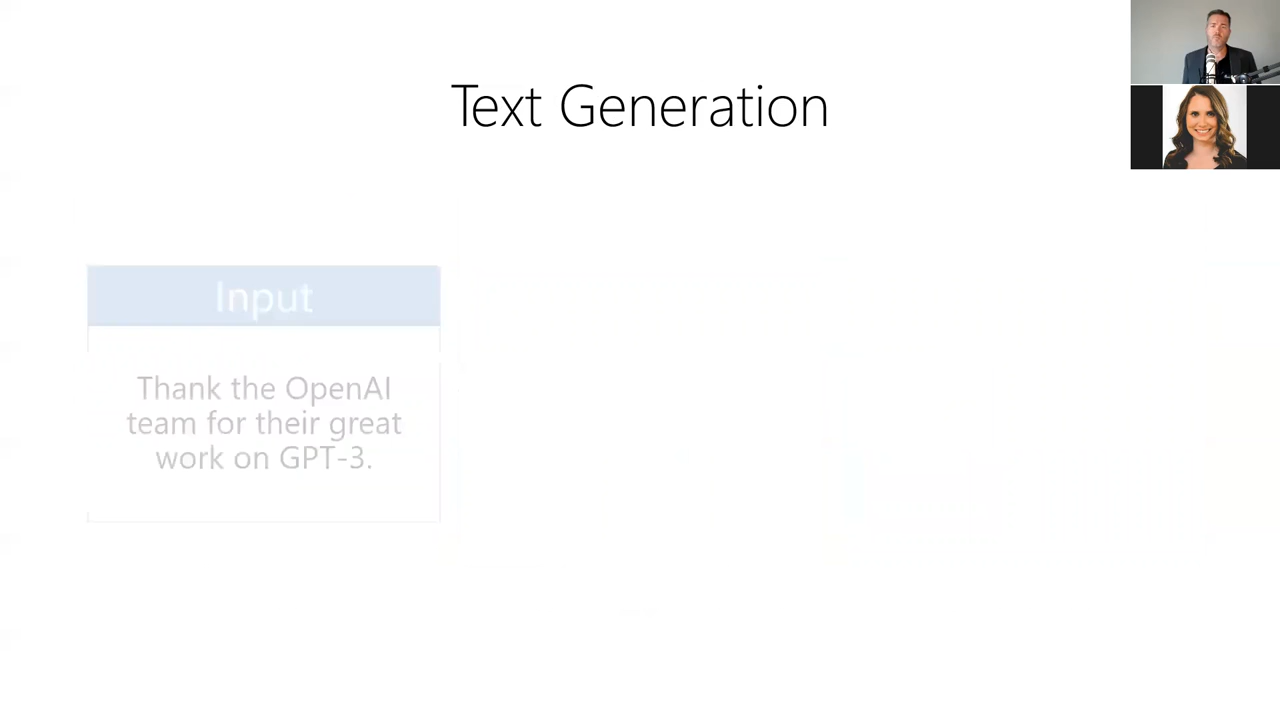 Text Generation
Input
Thank the OpenAI
team for their great
work on GPT-3.